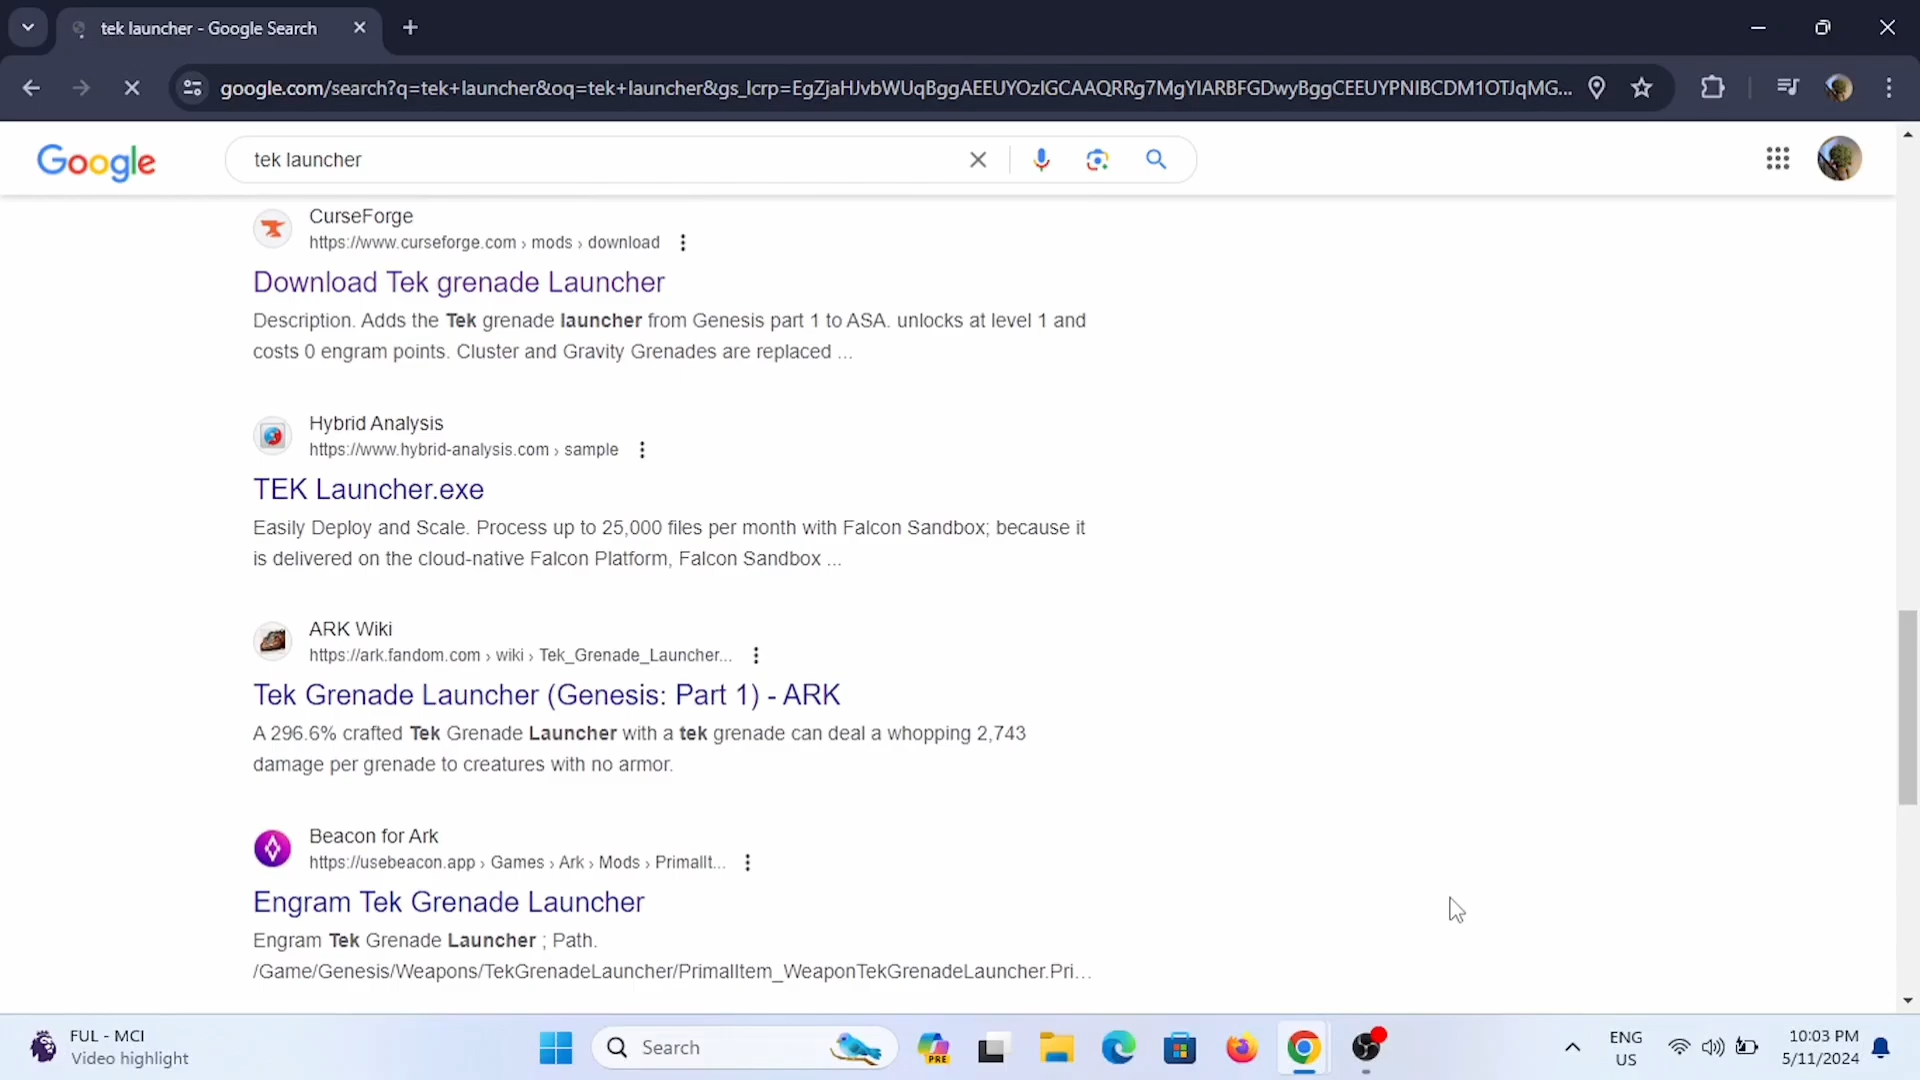 tek launcher - Google Search
google.com/search?q=tek+launcher&oq=tek+launcher&gs_lcrp=EgZjaHJvbWUqBggAEEUYOzIGCAAQRRg7MgYIARBFGDwyBggCEEUYPNIBCDM1OTJqMG...
Google
tek launcher
CurseForge
https://www.curseforge.com › mods › download
Download Tek grenade Launcher
Description. Adds the Tek grenade launcher from Genesis part 1 to ASA. unlocks at level 1 and
costs 0 engram points. Cluster and Gravity Grenades are replaced ...
Hybrid Analysis
https://www.hybrid-analysis.com › sample
TEK Launcher.exe
Easily Deploy and Scale. Process up to 25,000 files per month with Falcon Sandbox; because it
is delivered on the cloud-native Falcon Platform, Falcon Sandbox ...
ARK Wiki
https://ark.fandom.com › wiki › Tek_Grenade_Launcher...
Tek Grenade Launcher (Genesis: Part 1) - ARK
A 296.6% crafted Tek Grenade Launcher with a tek grenade can deal a whopping 2,743
damage per grenade to creatures with no armor.
Beacon for Ark
https://usebeacon.app › Games › Ark › Mods › PrimalIt...
Engram Tek Grenade Launcher
Engram Tek Grenade Launcher ; Path.
/Game/Genesis/Weapons/TekGrenadeLauncher/PrimalItem_WeaponTekGrenadeLauncher.Pri...
FUL - MCI
Video highlight
Search
PRE
ENG
US
10:03 PM
5/11/2024